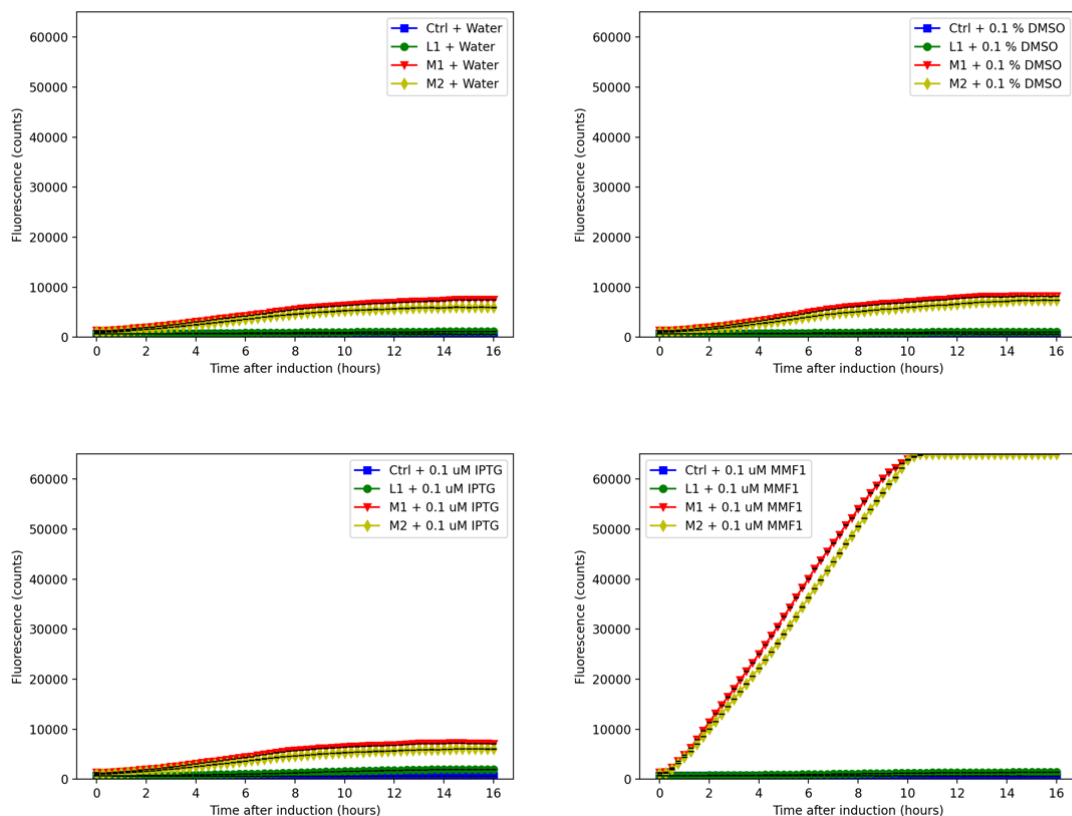 Fluorescence (counts)
60000
50000
40000
30000
20000
10000
0
Ctrl + Water
L1 + Water
M1 + Water
M2 + Water
0 2 4 6 8 10 12 14 16
Time after induction (hours)
Fluorescence (counts)
60000
50000
40000
30000
20000
10000
0
Ctrl + 0.1 % DMSO
L1 + 0.1 % DMSO
M1 + 0.1 % DMSO
M2 + 0.1 % DMSO
0 2 4 6 8 10 12 14 16
Time after induction (hours)
Fluorescence (counts)
60000
50000
40000
30000
20000
10000
0
Ctrl + 0.1 uM IPTG
L1 + 0.1 uM IPTG
M1 + 0.1 uM IPTG
M2 + 0.1 uM IPTG
0 2 4 6 8 10 12 14 16
Time after induction (hours)
Fluorescence (counts)
60000
50000
40000
30000
20000
10000
0
Ctrl + 0.1 uM MMF1
L1 + 0.1 uM MMF1
M1 + 0.1 uM MMF1
M2 + 0.1 uM MMF1
0 2 4 6 8 10 12 14 16
Time after induction (hours)